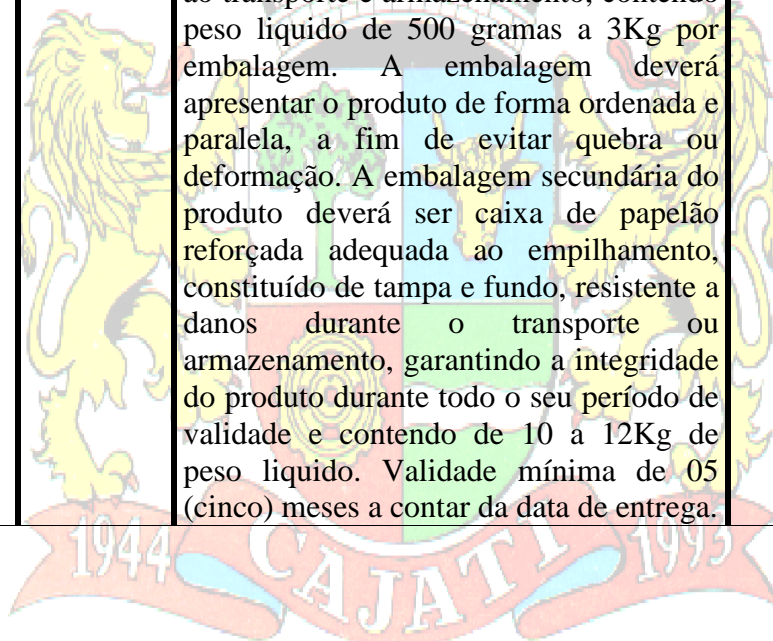 ao transporte e armazenamento, contendo
peso liquido de 500 gramas a 3Kg por
embalagem. A embalagem deverá
apresentar o produto de forma ordenada e
paralela, a fim de evitar quebra ou
deformação. A embalagem secundária do
produto deverá ser caixa de papelão
reforçada adequada ao empilhamento,
constituído de tampa e fundo, resistente a
danos durante o transporte ou
armazenamento, garantindo a integridade
do produto durante todo o seu período de
validade e contendo de 10 a 12Kg de
peso liquido. Validade mínima de 05
(cinco) meses a contar da data de entrega.
1944 CAJATI 1993